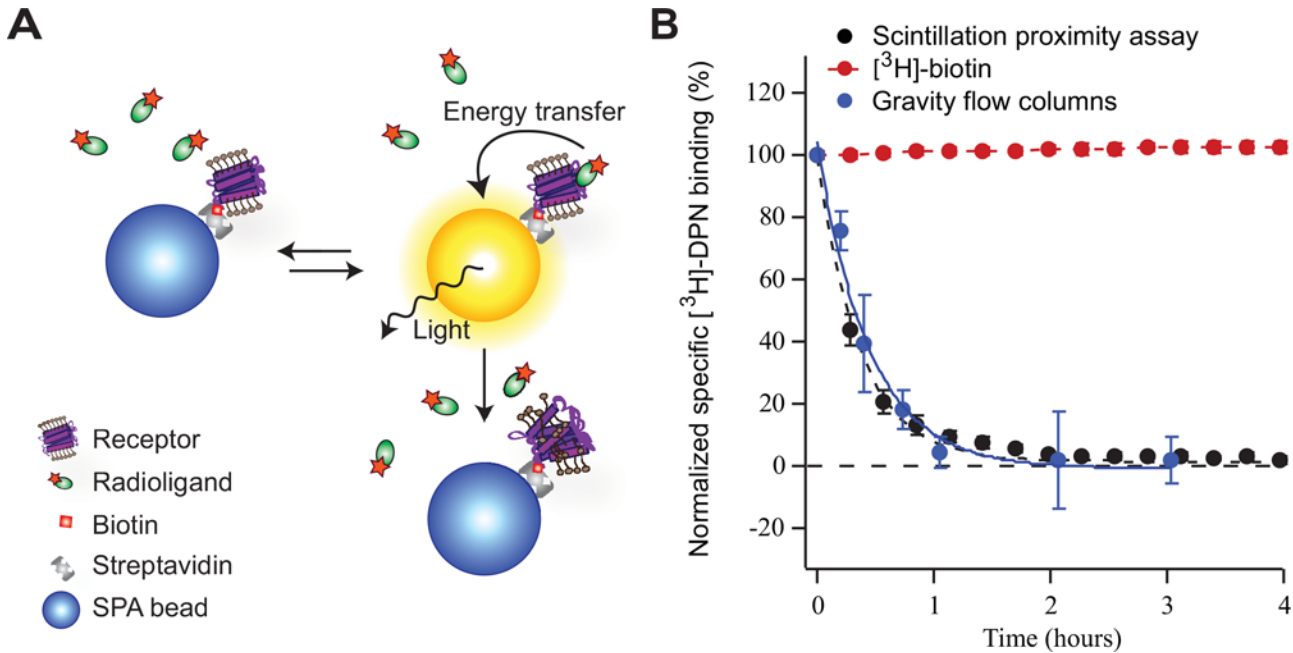 A
Energy transfer
Light
Receptor
Radioligand
Biotin
Streptavidin
SPA bead
B
Scintillation proximity assay
[³H]-biotin
Gravity flow columns
Normalized specific [³H]-DPN binding (%)
120
100
80
60
40
20
0
-20
0 1 2 3 4
Time (hours)